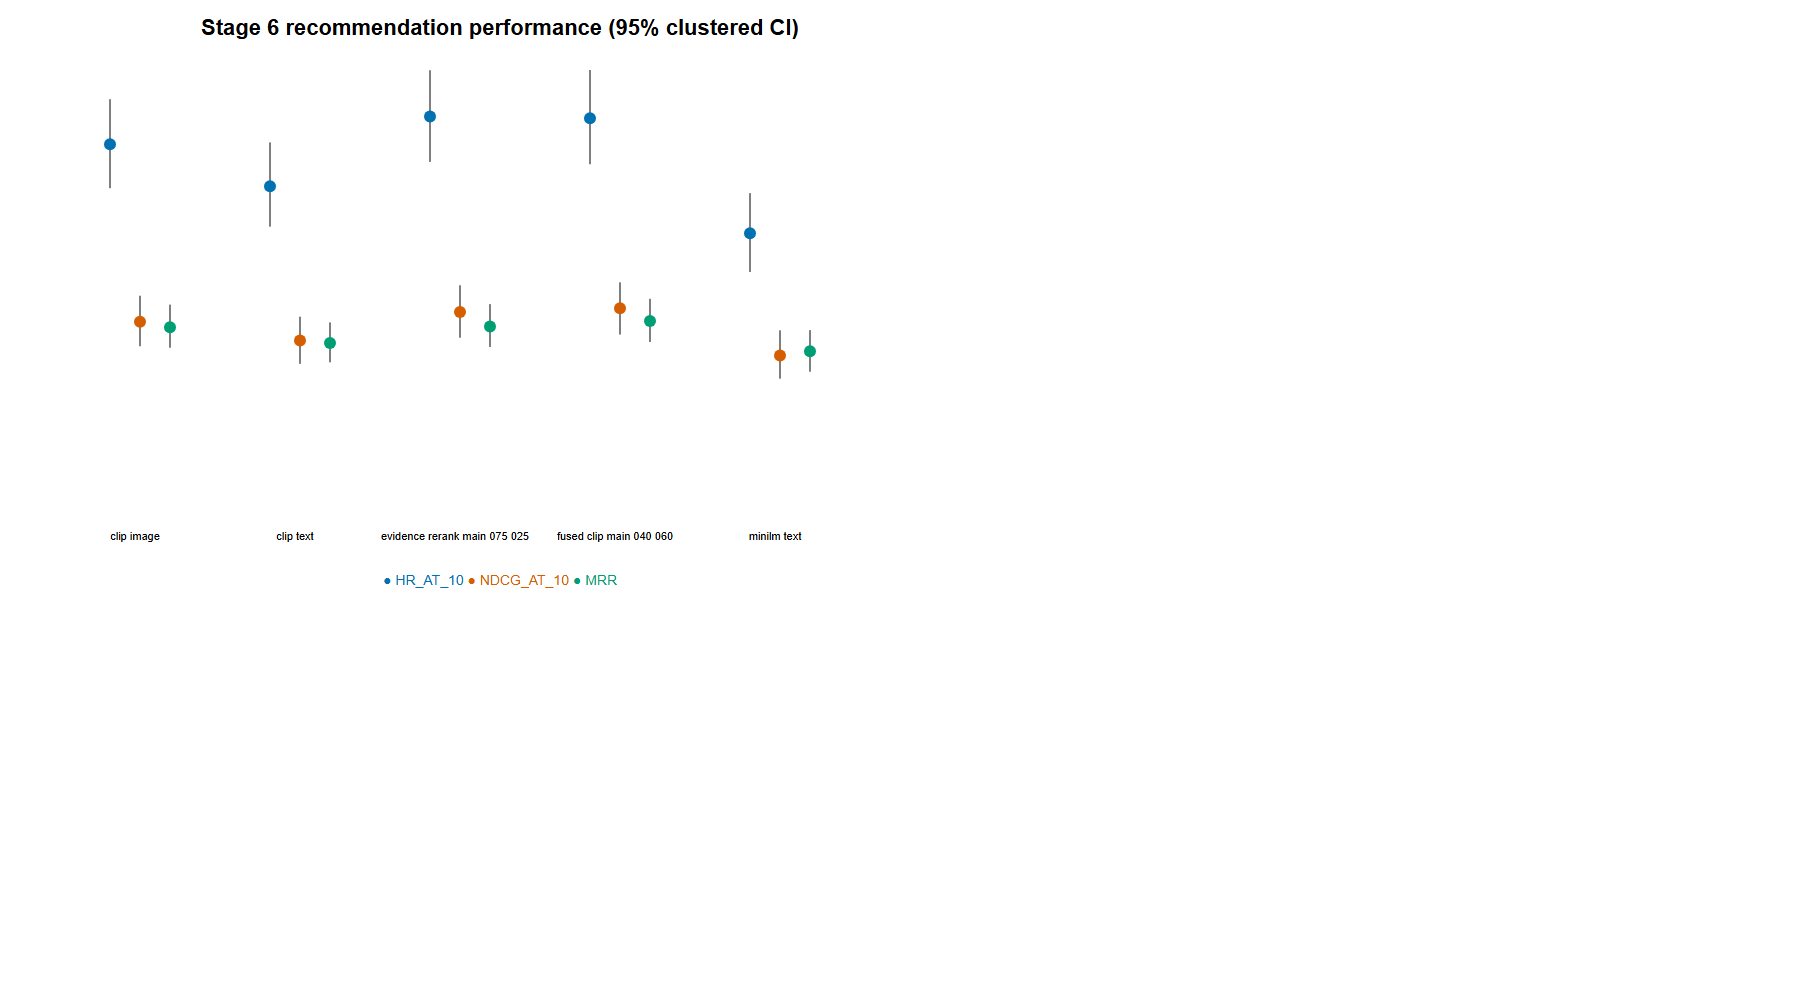 Stage 6 recommendation performance (95% clustered CI)
clip image clip text evidence rerank main 075 025 fused clip main 040 060 minilm text
● HR_AT_10 ● NDCG_AT_10 ● MRR